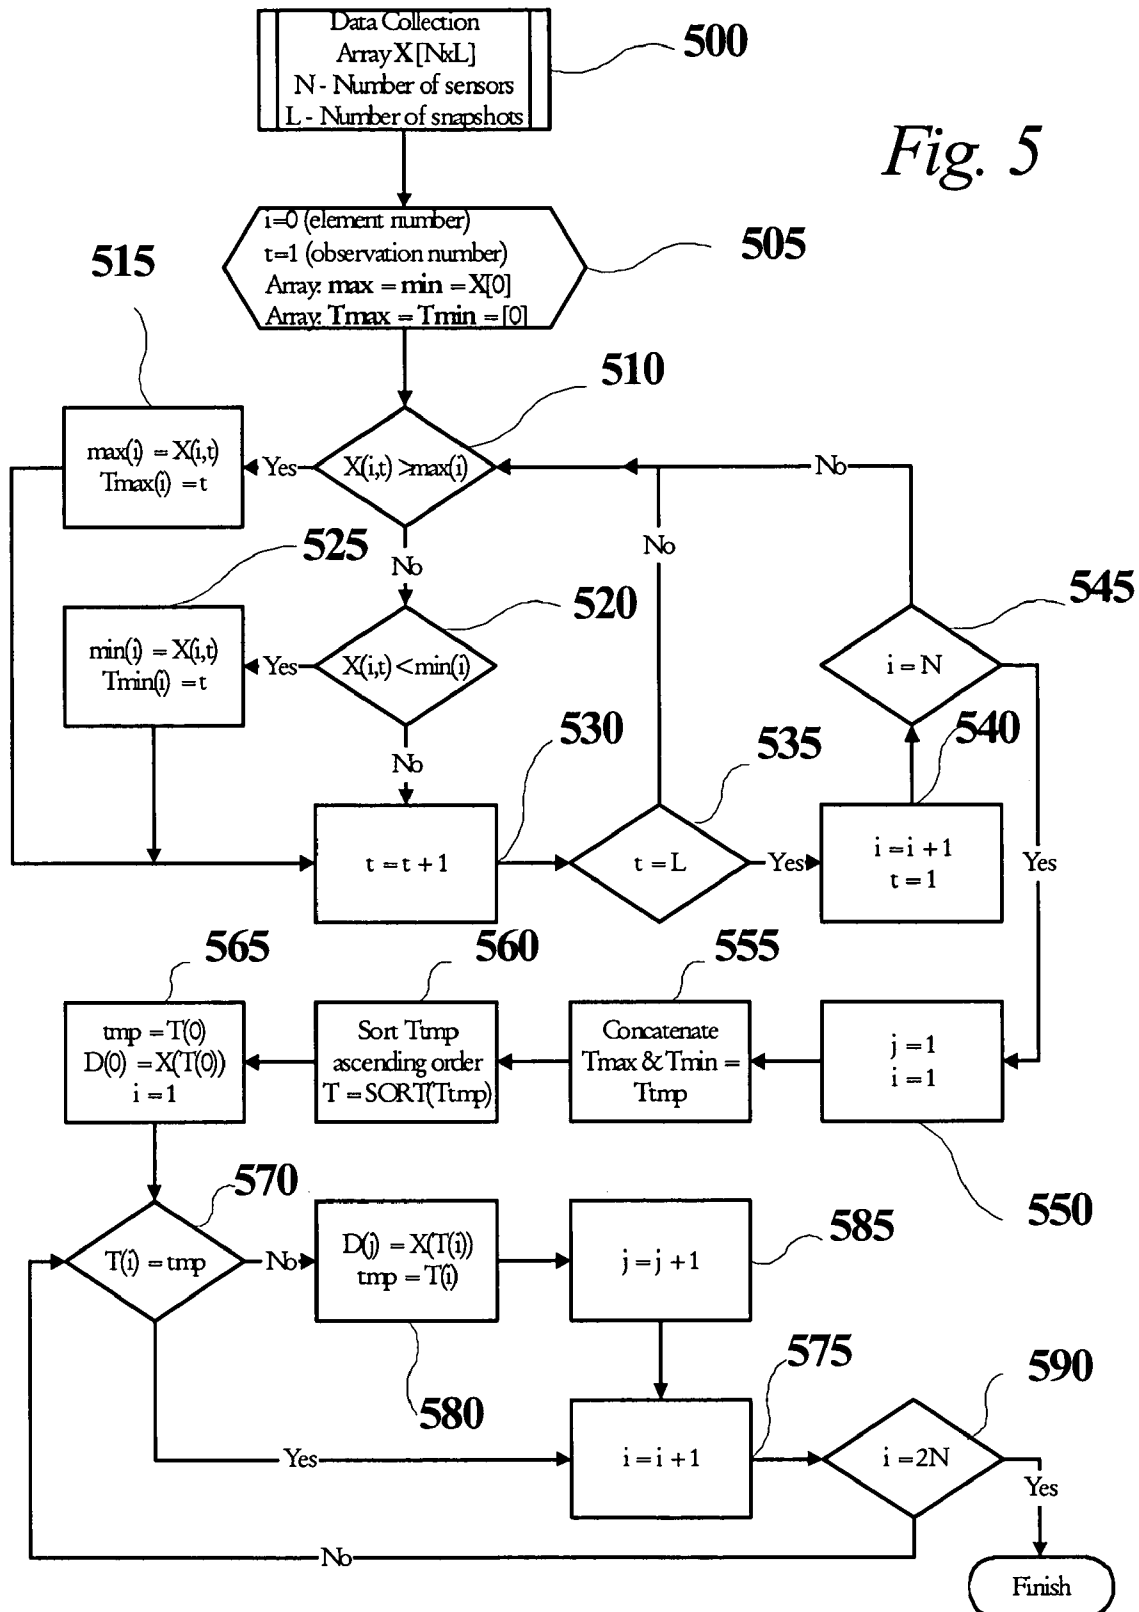 Data Collection
Array X[NxL]
N - Number of sensors
L - Number of snapshots
500
Fig. 5
i=0 (element number)
t=1 (observation number)
Array: max = min = X[0]
Array: Tmax = Tmin = [0]
505
515
510
max(i) = X(i,t)
Tmax(i) = t
Yes
X(i,t) >max(i)
No
No
No
525
520
545
min(i) = X(i,t)
Tmin(i) = t
Yes
X(i,t) <min(i)
i = N
No
530
535
540
t = t + 1
t = L
Yes
i = i + 1
t = 1
Yes
565
560
555
tmp = T(0)
D(0) = X(T(0))
i = 1
Sort Ttmp
ascending order
T = SORT(Ttmp)
Concatenate
Tmax & Tmin =
Ttmp
j = 1
i = 1
570
550
585
T(i) = tmp
No
D(j) = X(T(i))
tmp = T(i)
j = j + 1
580
575
590
Yes
i = i + 1
i = 2N
Yes
No
Finish